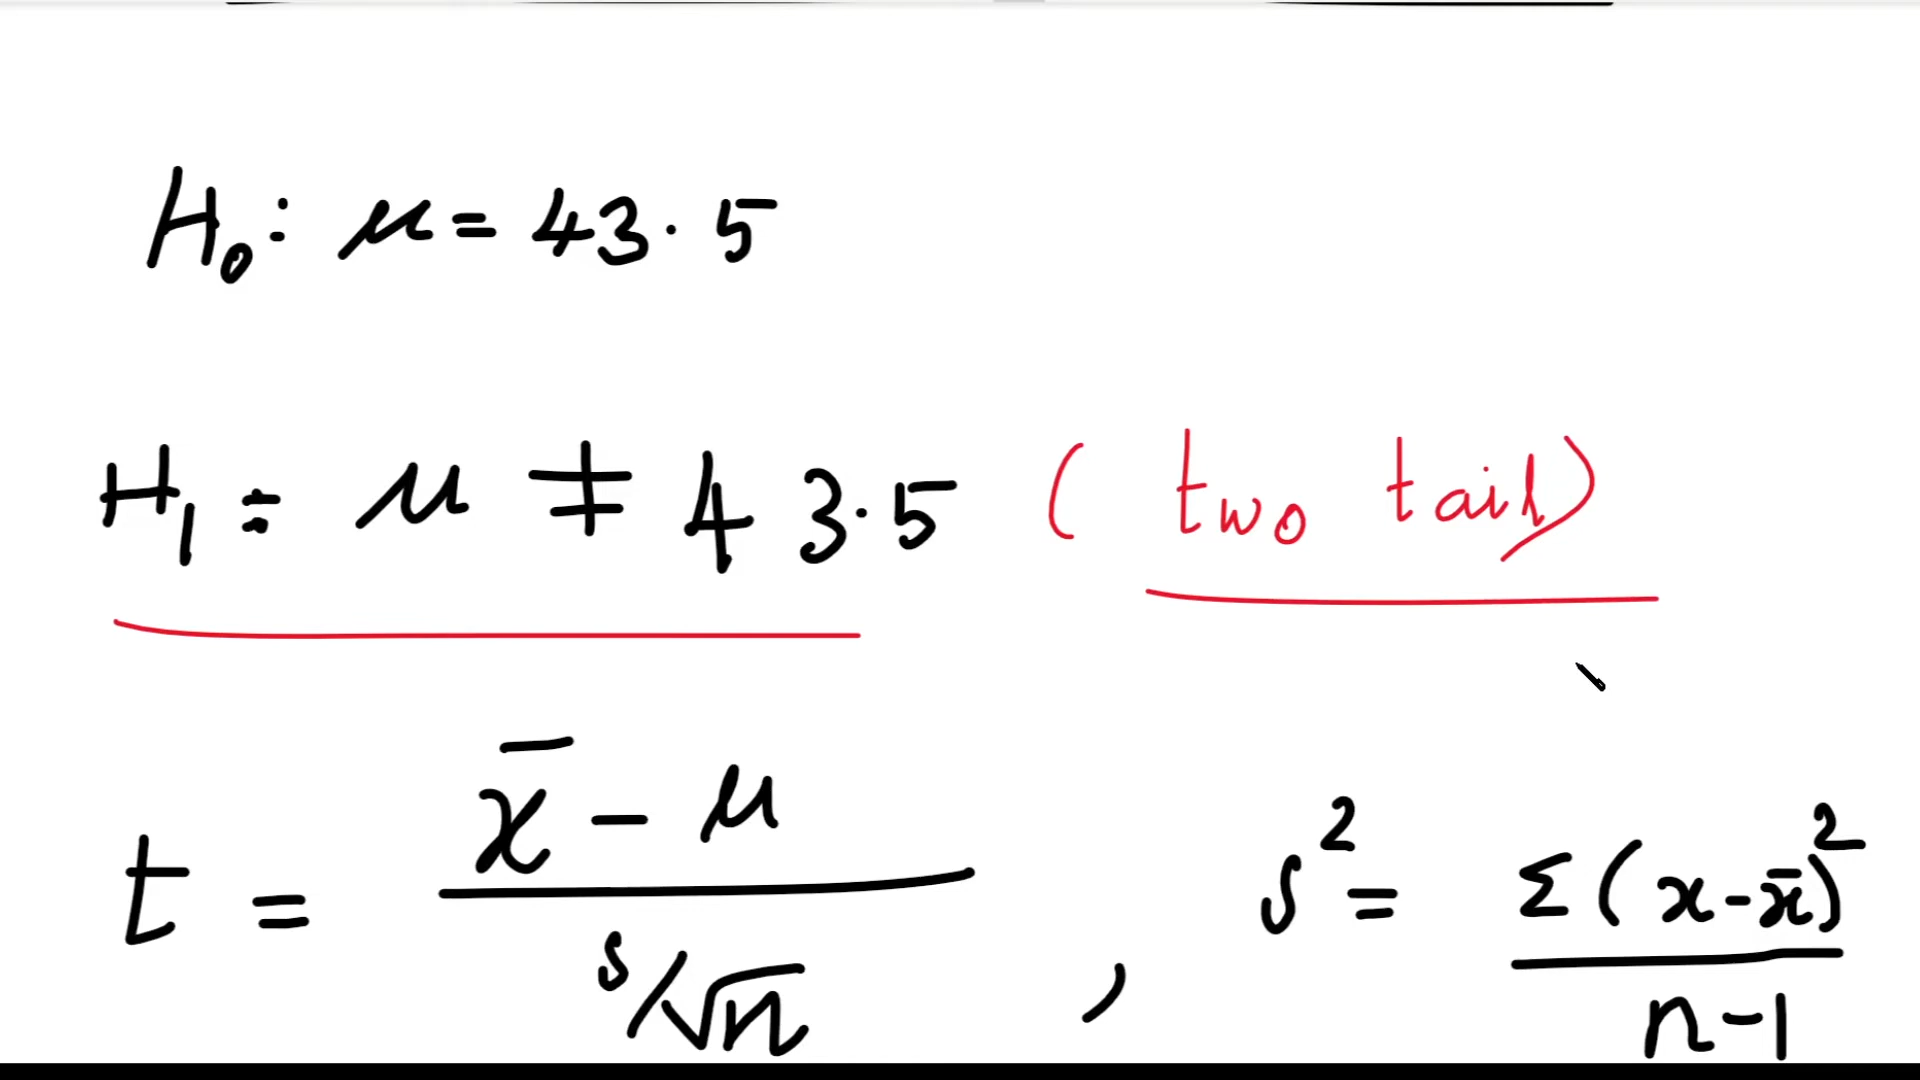 H₀: μ = 43.5
H₁: μ ≠ 43.5 (two tail)
t = (x̄ - μ) / (s/√n) , s² = Σ(x-x̄)² / (n-1)